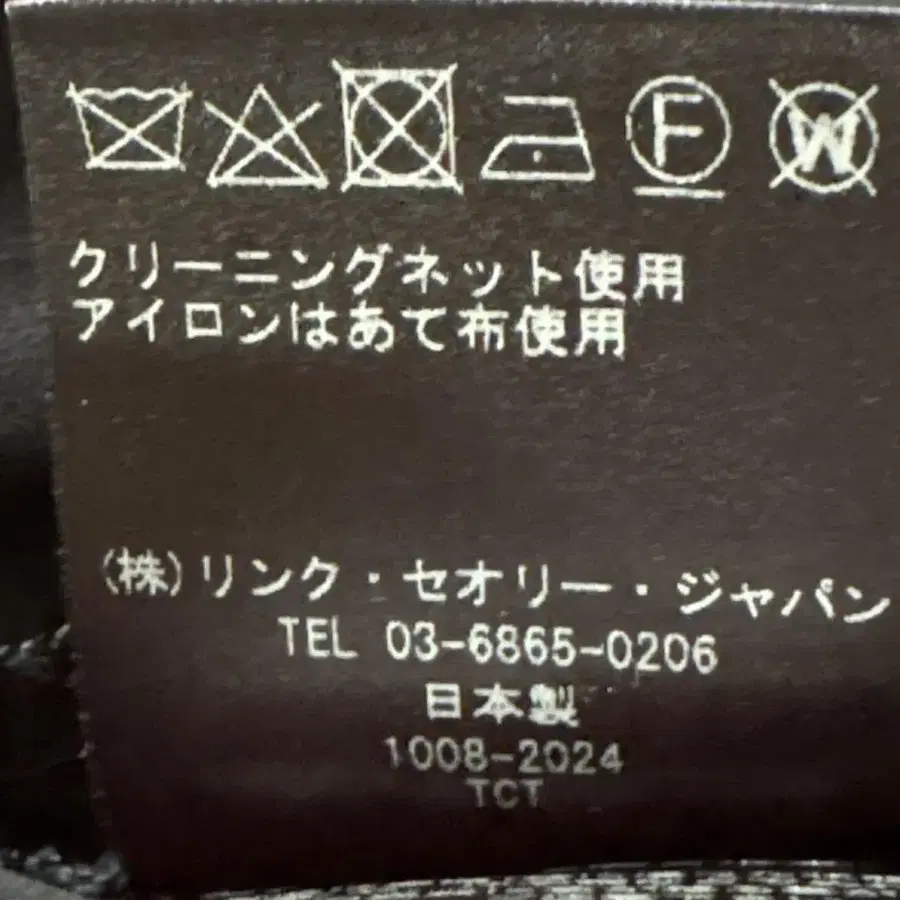 F W
クリーニングネット使用
アイロンはあて布使用
(株)リンク・セオリー・ジャパン
TEL 03-6865-0206
日本製
1008-2024
TCT